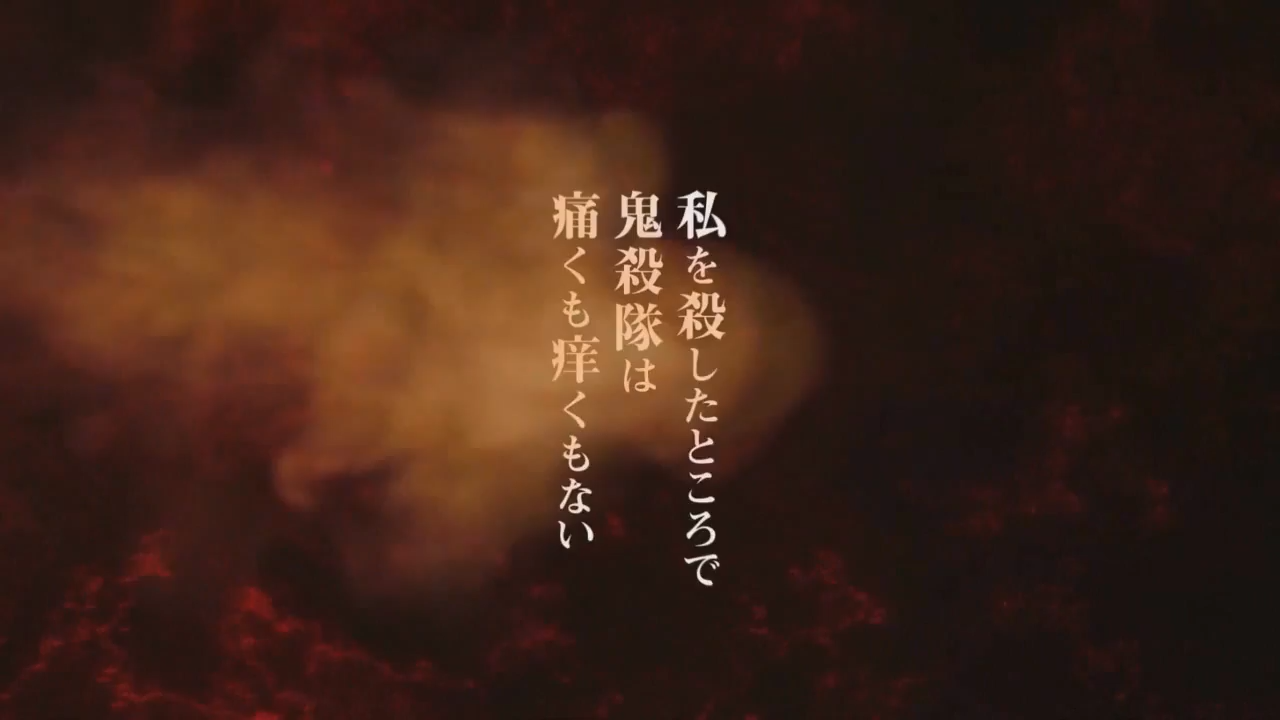 私を殺したところで
鬼殺隊は
痛くも痒くもない